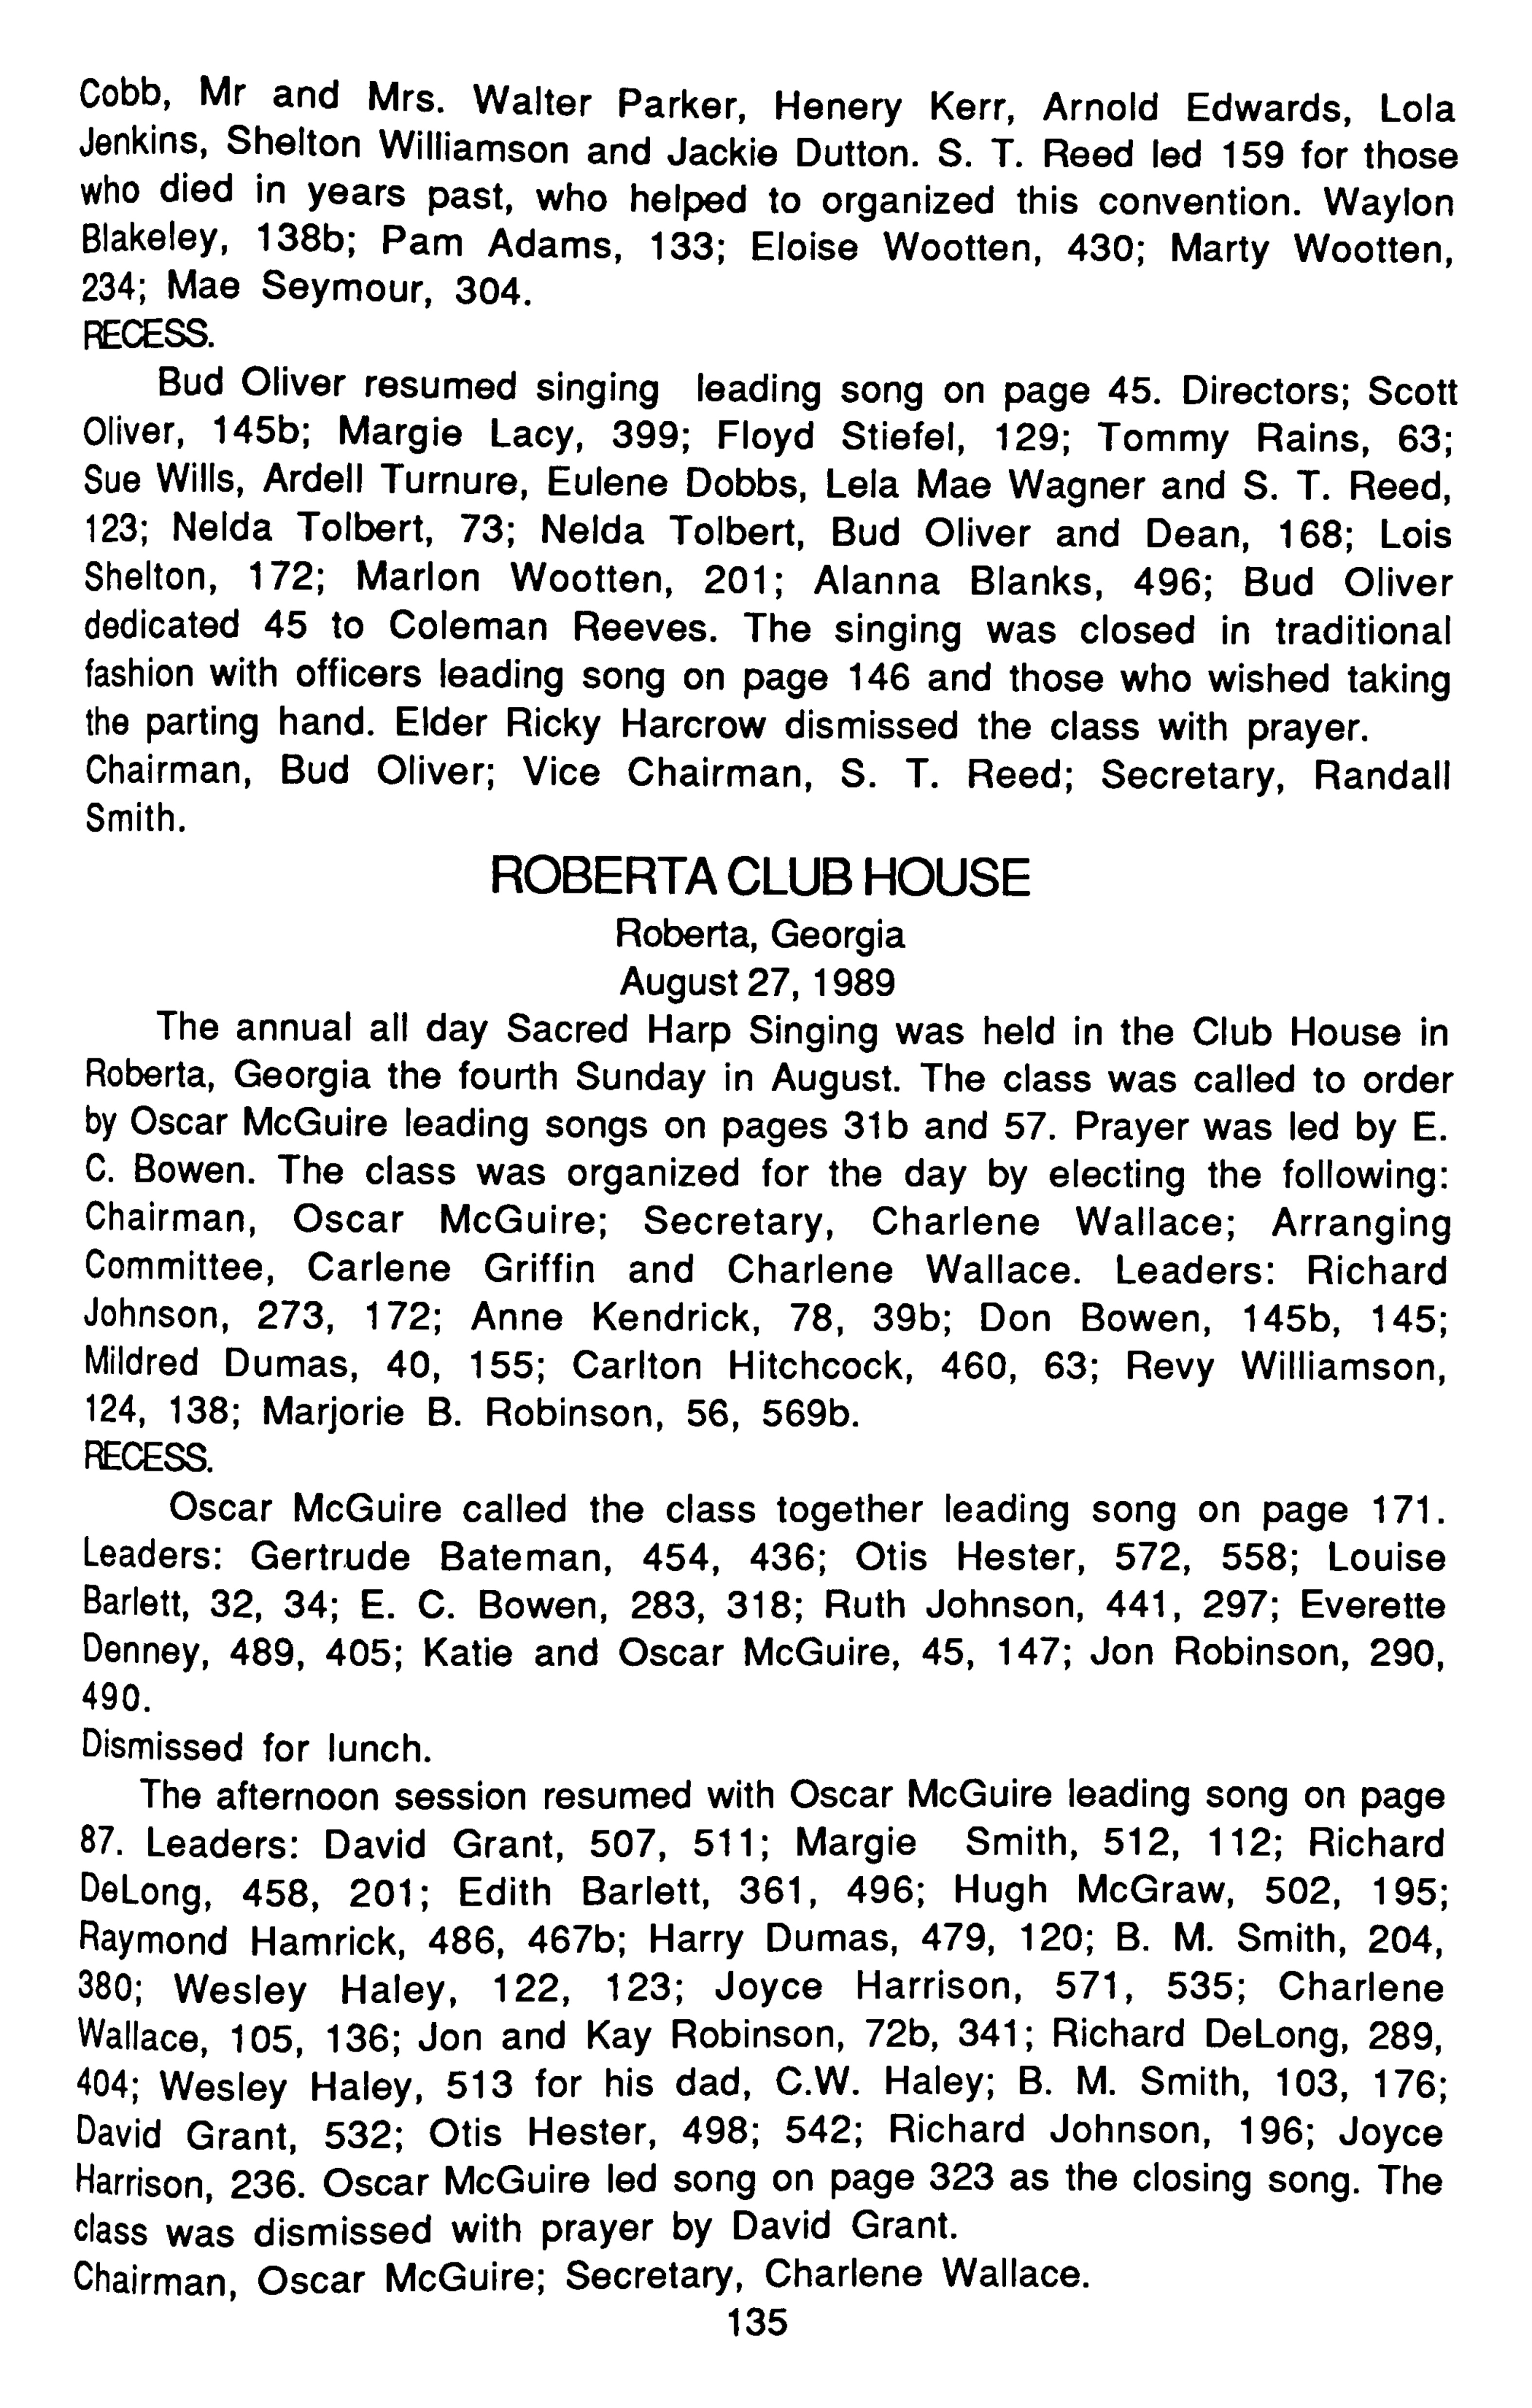 Cobb, Mr and Mrs. Walter Parker, Henery Kerr, Arnold Edwards, Lola
Jenkins, Shelton Williamson and Jackie Dutton. S. T. Reed led 159 for those
who died in years past, who helped to organized this convention. Waylon
Blakeley, 138b; Pam Adams, 133; Eloise Wootten, 430; Marty Wootten,
234; Mae Seymour, 304.
RECESS.
Bud Oliver resumed singing leading song on page 45. Directors; Scott
Oliver, 145b; Margie Lacy, 399; Floyd Stiefel, 129; Tommy Rains, 63;
Sue Wills, Ardell Turnure, Eulene Dobbs, Lela Mae Wagner and S. T. Reed,
123; Nelda Tolbert, 73; Nelda Tolbert, Bud Oliver and Dean, 168; Lois
Shelton, 172; Marlon Wootten, 201; Alanna Blanks, 496; Bud Oliver
dedicated 45 to Coleman Reeves. The singing was closed in traditional
fashion with officers leading song on page 146 and those who wished taking
the parting hand. Elder Ricky Harcrow dismissed the class with prayer.
Chairman, Bud Oliver; Vice Chairman, S. T. Reed; Secretary, Randall
Smith.
ROBERTA CLUB HOUSE
Roberta, Georgia
August 27, 1989
The annual all day Sacred Harp Singing was held in the Club House in
Roberta, Georgia the fourth Sunday in August. The class was called to order
by Oscar McGuire leading songs on pages 31b and 57. Prayer was led by E.
C. Bowen. The class was organized for the day by electing the following:
Chairman, Oscar McGuire; Secretary, Charlene Wallace; Arranging
Committee, Carlene Griffin and Charlene Wallace. Leaders: Richard
Johnson, 273, 172; Anne Kendrick, 78, 39b; Don Bowen, 145b, 145;
Mildred Dumas, 40, 155; Carlton Hitchcock, 460, 63; Revy Williamson,
124, 138; Marjorie B. Robinson, 56, 569b.
RECESS.
Oscar McGuire called the class together leading song on page 171.
Leaders: Gertrude Bateman, 454, 436; Otis Hester, 572, 558; Louise
Barlett, 32, 34; E. C. Bowen, 283, 318; Ruth Johnson, 441, 297; Everette
Denney, 489, 405; Katie and Oscar McGuire, 45, 147; Jon Robinson, 290,
490.
Dismissed for lunch.
The afternoon session resumed with Oscar McGuire leading song on page
87. Leaders: David Grant, 507, 511; Margie Smith, 512, 112; Richard
DeLong, 458, 201; Edith Barlett, 361, 496; Hugh McGraw, 502, 195;
Raymond Hamrick, 486, 467b; Harry Dumas, 479, 120; B. M. Smith, 204,
380; Wesley Haley, 122, 123; Joyce Harrison, 571, 535; Charlene
Wallace, 105, 136; Jon and Kay Robinson, 72b, 341; Richard DeLong, 289,
404; Wesley Haley, 513 for his dad, C.W. Haley; B. M. Smith, 103, 176;
David Grant, 532; Otis Hester, 498; 542; Richard Johnson, 196; Joyce
Harrison, 236. Oscar McGuire led song on page 323 as the closing song. The
class was dismissed with prayer by David Grant.
Chairman, Oscar McGuire; Secretary, Charlene Wallace.
135